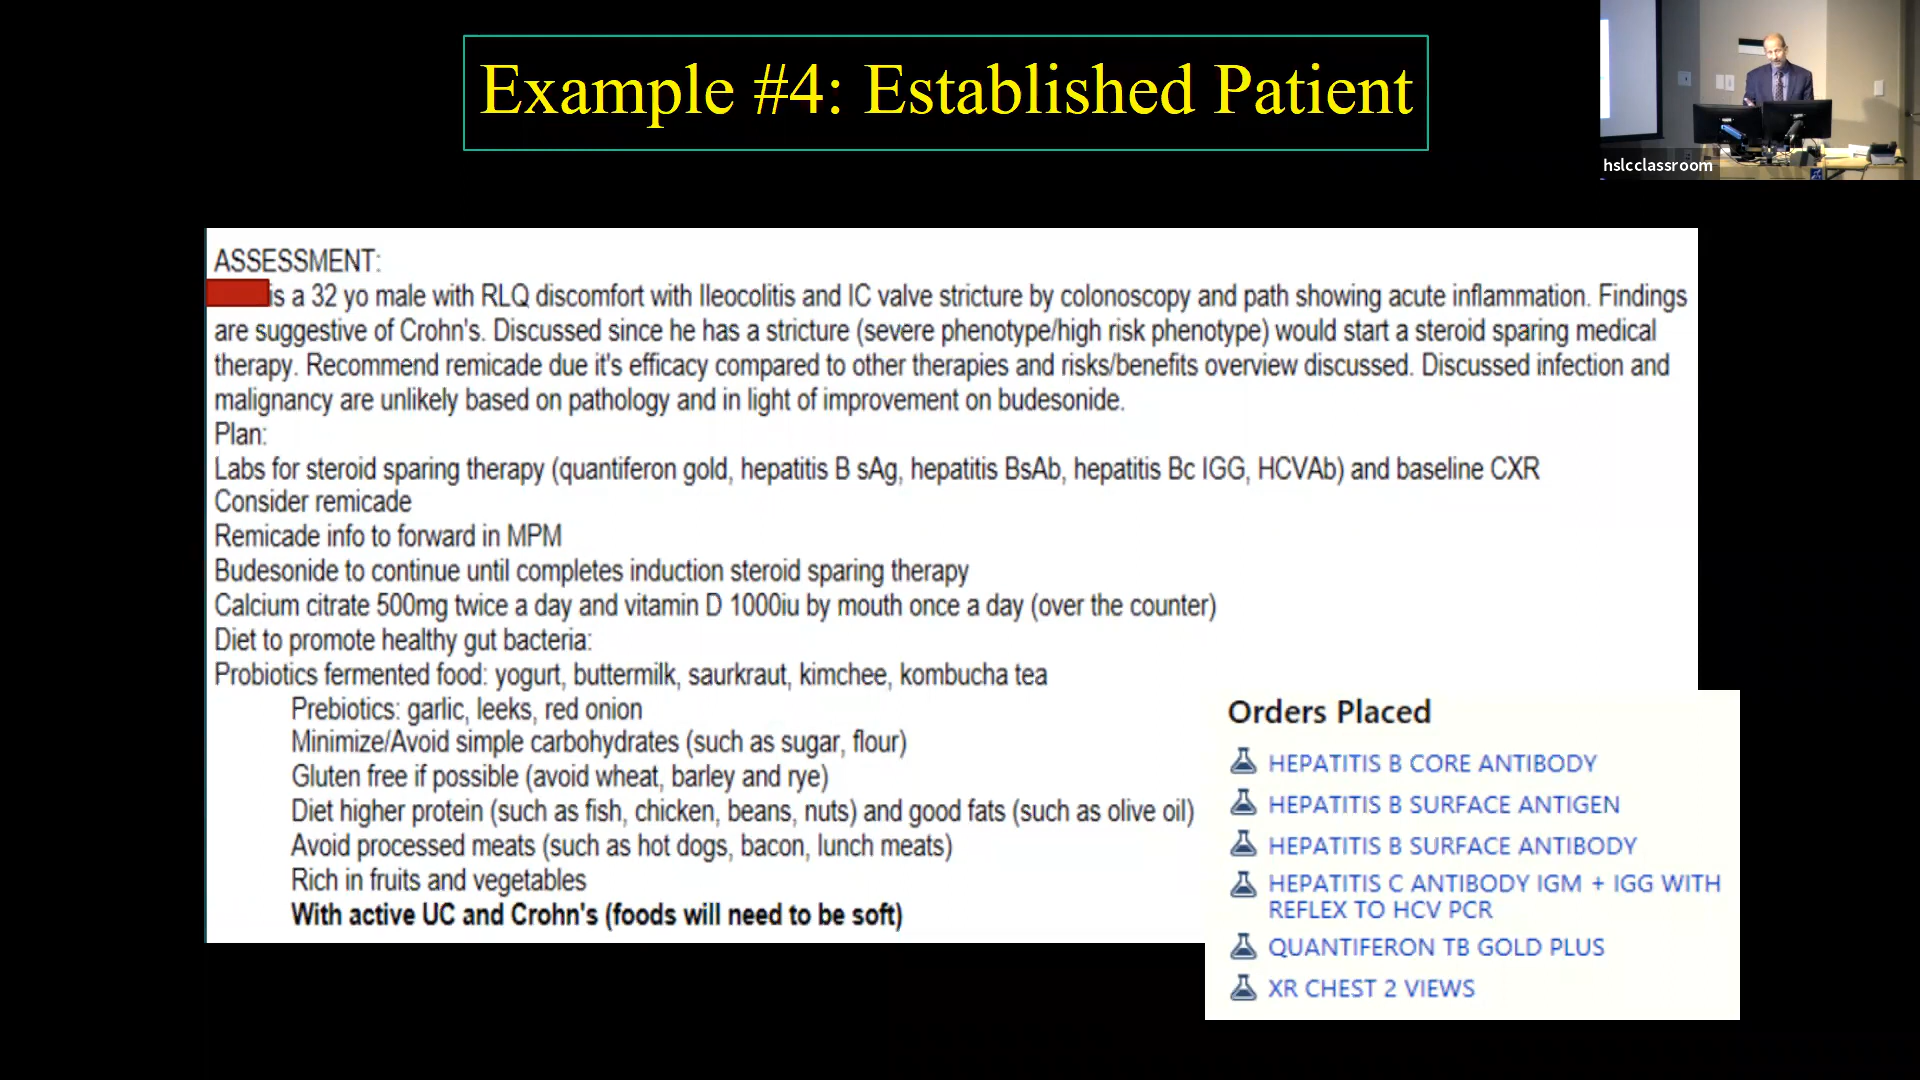 Example #4: Established Patient
hslcclassroom
ASSESSMENT:
is a 32 yo male with RLQ discomfort with Ileocolitis and IC valve stricture by colonoscopy and path showing acute inflammation. Findings
are suggestive of Crohn's. Discussed since he has a stricture (severe phenotype/high risk phenotype) would start a steroid sparing medical
therapy. Recommend remicade due it's efficacy compared to other therapies and risks/benefits overview discussed. Discussed infection and
malignancy are unlikely based on pathology and in light of improvement on budesonide.
Plan:
Labs for steroid sparing therapy (quantiferon gold, hepatitis B sAg, hepatitis BsAb, hepatitis Bc IGG, HCVAb) and baseline CXR
Consider remicade
Remicade info to forward in MPM
Budesonide to continue until completes induction steroid sparing therapy
Calcium citrate 500mg twice a day and vitamin D 1000iu by mouth once a day (over the counter)
Diet to promote healthy gut bacteria:
Probiotics fermented food: yogurt, buttermilk, saurkraut, kimchee, kombucha tea
Prebiotics: garlic, leeks, red onion
Minimize/Avoid simple carbohydrates (such as sugar, flour)
Gluten free if possible (avoid wheat, barley and rye)
Diet higher protein (such as fish, chicken, beans, nuts) and good fats (such as olive oil)
Avoid processed meats (such as hot dogs, bacon, lunch meats)
Rich in fruits and vegetables
With active UC and Crohn's (foods will need to be soft)
Orders Placed
HEPATITIS B CORE ANTIBODY
HEPATITIS B SURFACE ANTIGEN
HEPATITIS B SURFACE ANTIBODY
HEPATITIS C ANTIBODY IGM + IGG WITH
REFLEX TO HCV PCR
QUANTIFERON TB GOLD PLUS
XR CHEST 2 VIEWS